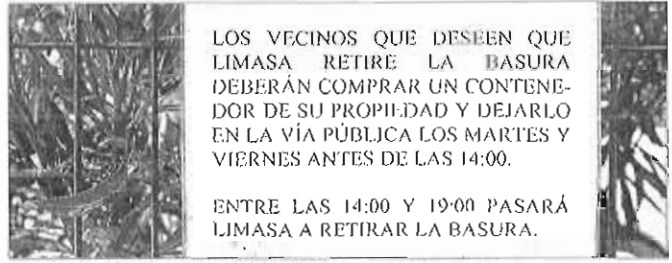 LOS VECINOS QUE DESEEN QUE
LIMASA RETIRE LA BASURA
DEBERÁN COMPRAR UN CONTENE-
DOR DE SU PROPIEDAD Y DEJARLO
EN LA VÍA PÚBLICA LOS MARTES Y
VIERNES ANTES DE LAS 14:00.
ENTRE LAS 14:00 Y 19:00 PASARÁ
LIMASA A RETIRAR LA BASURA.